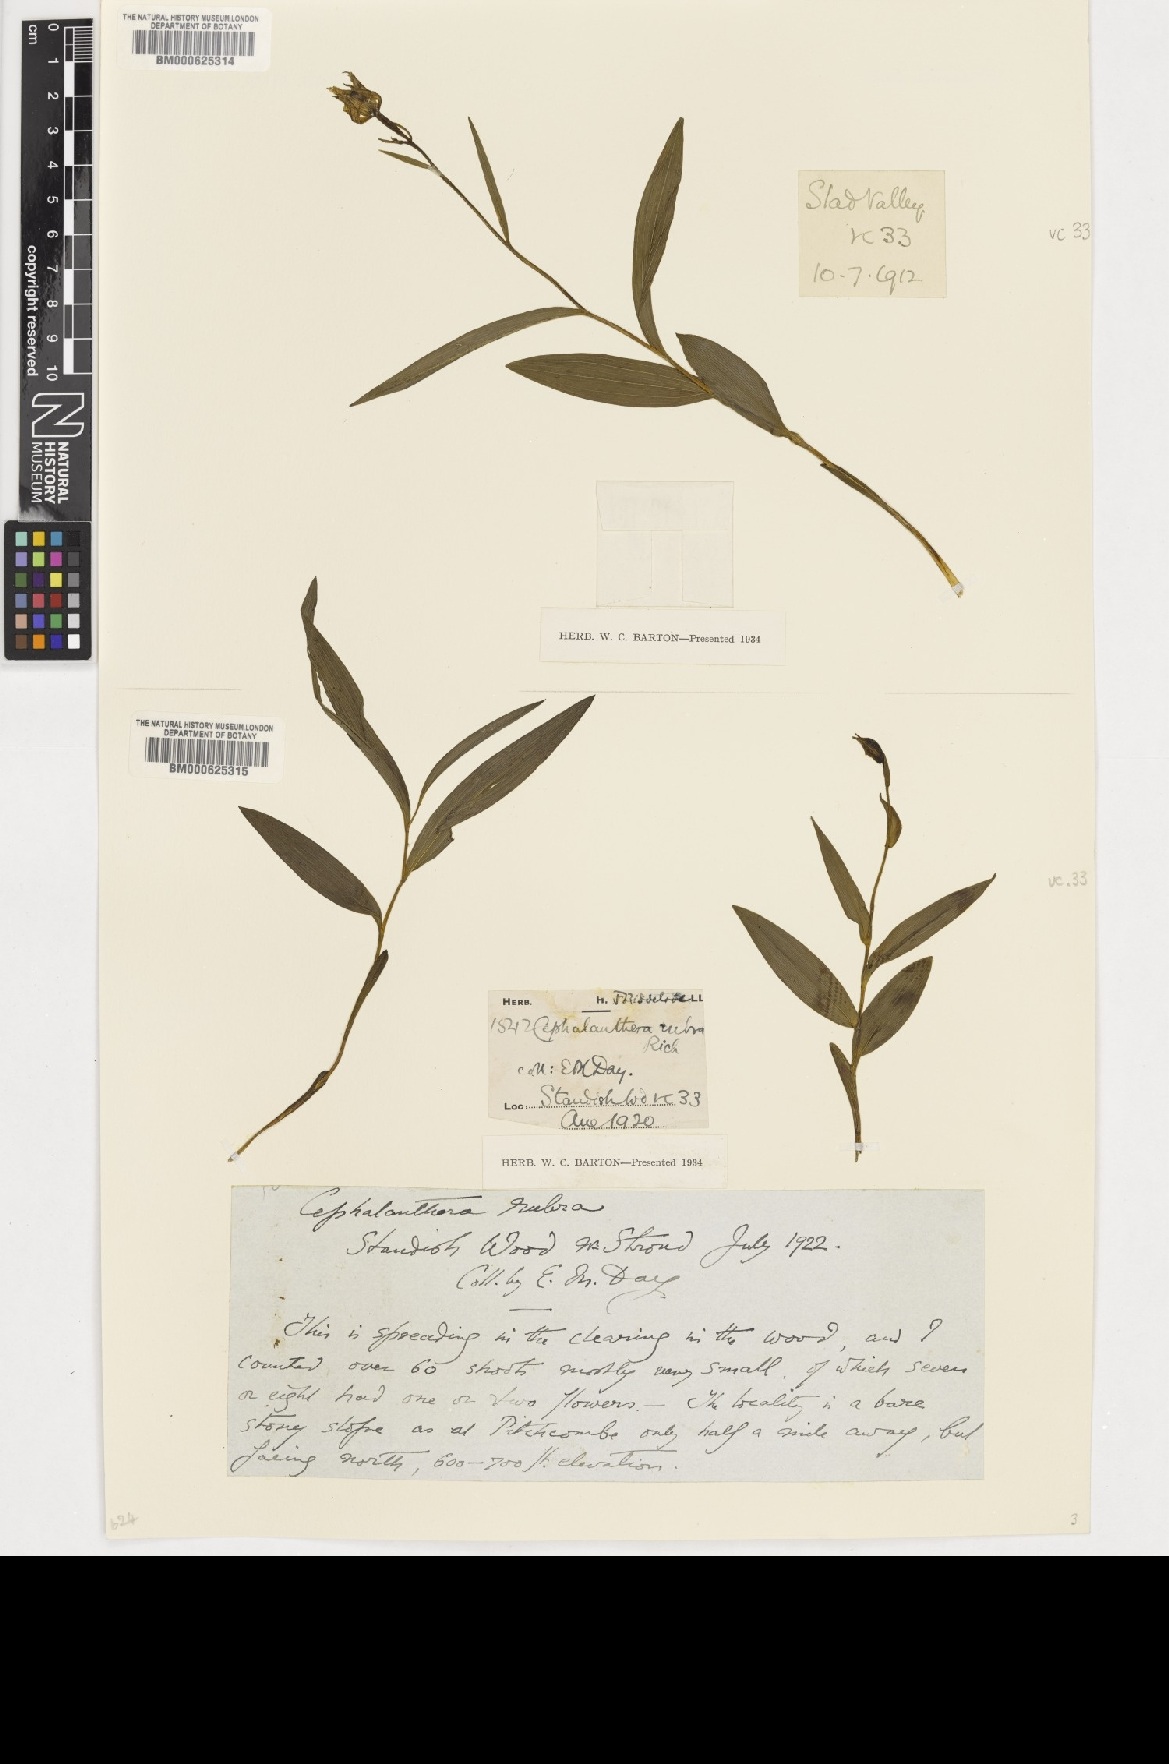 THE NATURAL HISTORY MUSEUM, LONDON
DEPARTMENT OF BOTANY
BM000625314
cm
0
1
2
3
4
5
6
7
8
9
10
copyright reserved
NATURAL
HISTORY
MUSEUM
Slad Valley
vc 33
10.7.1912
vc 33
HERB. W. C. BARTON—Presented 1934
THE NATURAL HISTORY MUSEUM, LONDON
DEPARTMENT OF BOTANY
BM000625315
vc.33
HERB. H.
1842 Cephalanthera rubra
Rich
coll: E M Day.
Loc. Standish Wd vc 33
Aug 1920
HERB. W. C. BARTON—Presented 1934
Cephalanthera rubra
Standish Wood nr. Stroud July 1922.
Coll. by E. M. Day
This is spreading in the clearing in the wood, and I
counted over 60 shoots mostly very small, of which seven
or eight had one or two flowers. — The locality is a bare
stony slope as at Pitchcombe only half a mile away, but
facing north, 600–700 ft. elevation.
624
3